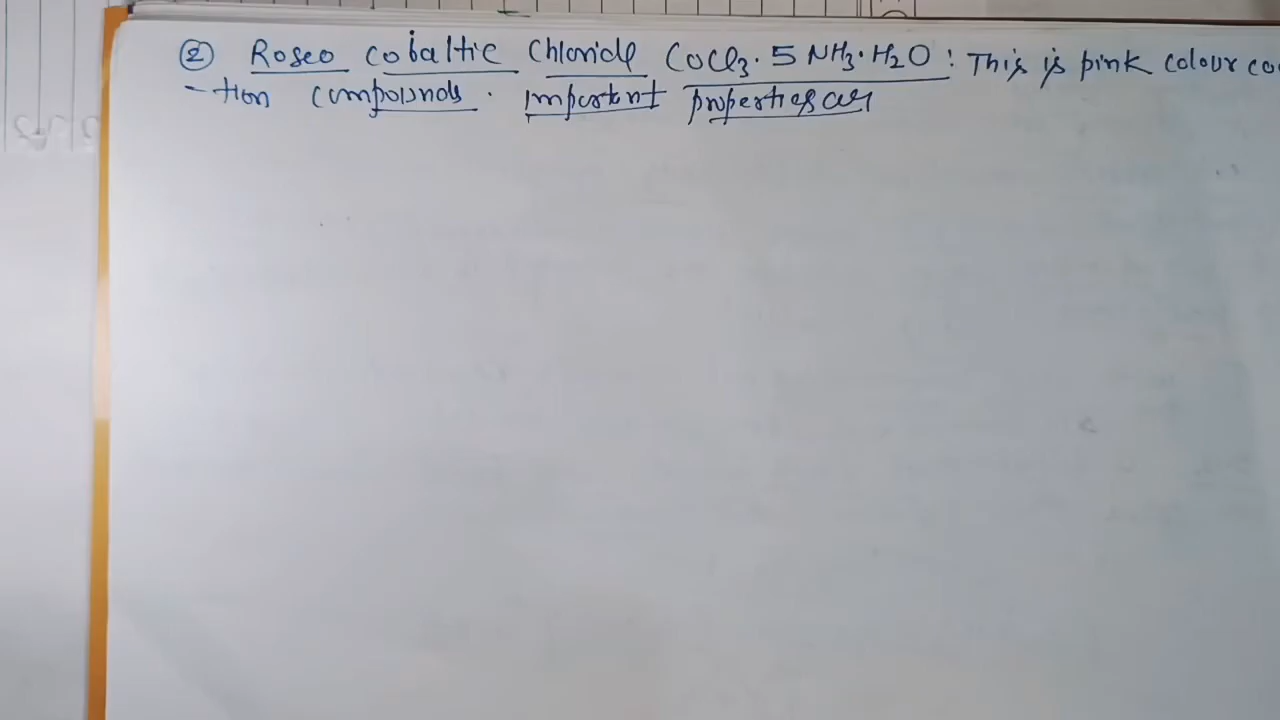 ② Roseo cobaltic Chloride CoCl₃·5NH₃·H₂O : This is pink colour co
-tion compounds. important properties are